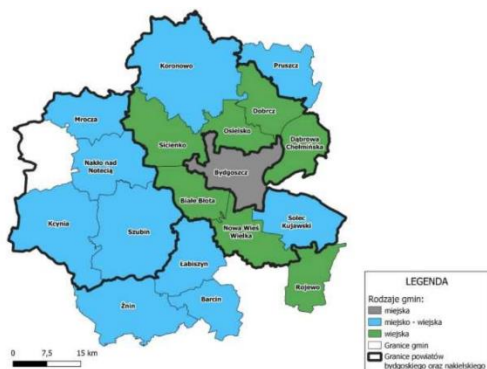 Koronowo
Pruszcz
Mrocza
Dobrcz
Osielsko
Sicienko
Dąbrowa
Chełmińska
Nakło nad
Notecią
Bydgoszcz
Białe Błota
Solec
Kujawski
Kcynia
Szubin
Nowa Wieś
Wielka
Łabiszyn
Rojewo
Żnin
Barcin
LEGENDA
Rodzaje gmin:
miejska
miejsko - wiejska
wiejska
Granice gmin
Granice powiatów
bydgoskiego oraz nakielskiego
0 7,5 15 km